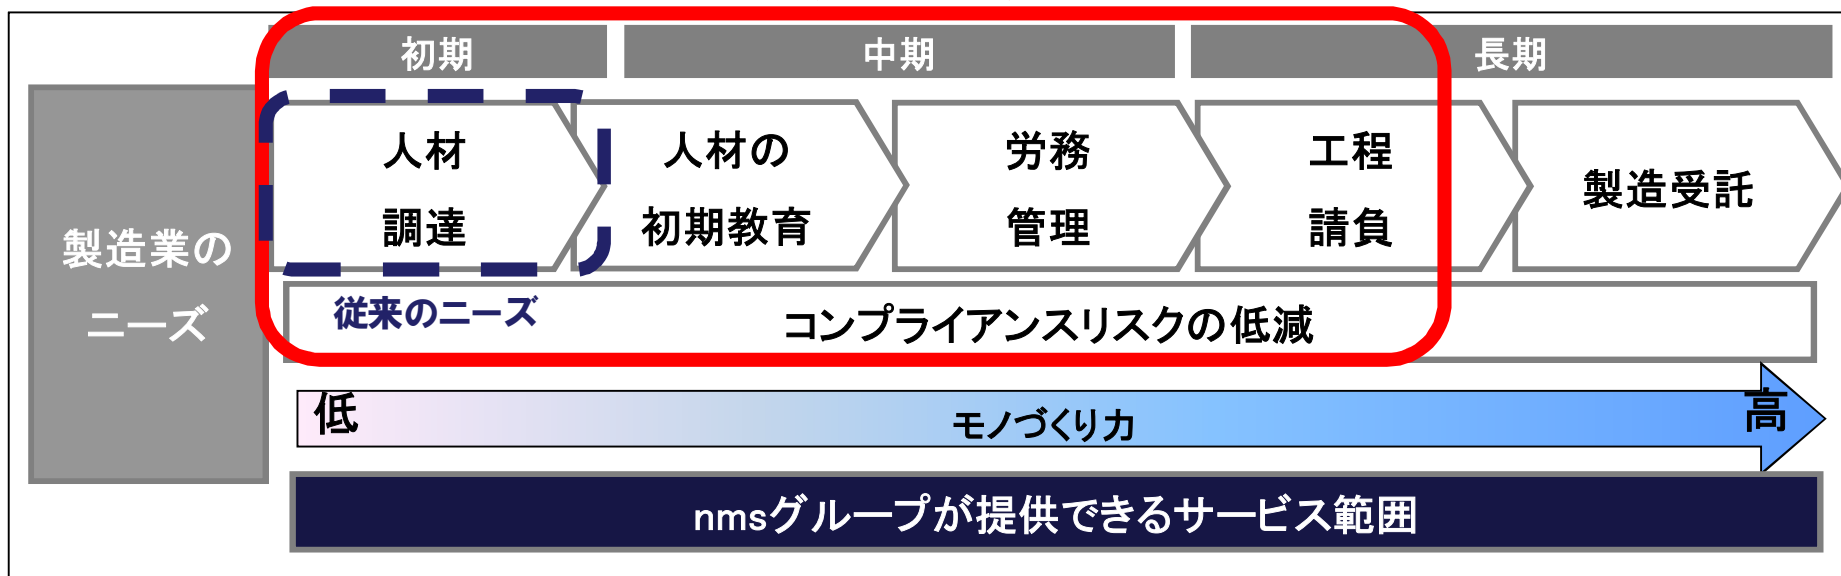 初期
中期
長期
製造業の
ニーズ
人材
調達
人材の
初期教育
労務
管理
工程
請負
製造受託
従来のニーズ
コンプライアンスリスクの低減
低
モノづくり力
高
nmsグループが提供できるサービス範囲